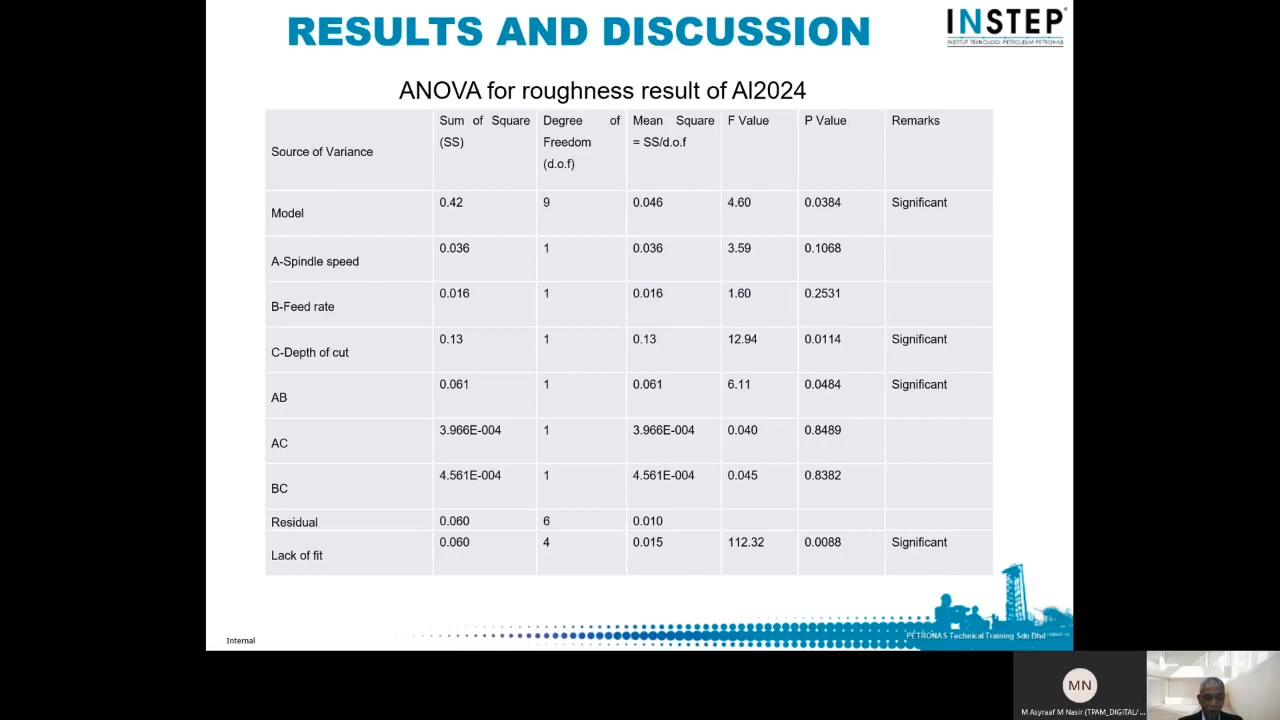 RESULTS AND DISCUSSION
INSTEP
INSTITUT TEKNOLOGI PETROLEUM PETRONAS
ANOVA for roughness result of Al2024
Source of Variance
Sum of Square (SS)
Degree of Freedom (d.o.f)
Mean Square = SS/d.o.f
F Value
P Value
Remarks
Model 0.42 9 0.046 4.60 0.0384 Significant
A-Spindle speed 0.036 1 0.036 3.59 0.1068
B-Feed rate 0.016 1 0.016 1.60 0.2531
C-Depth of cut 0.13 1 0.13 12.94 0.0114 Significant
AB 0.061 1 0.061 6.11 0.0484 Significant
AC 3.966E-004 1 3.966E-004 0.040 0.8489
BC 4.561E-004 1 4.561E-004 0.045 0.8382
Residual 0.060 6 0.010
Lack of fit 0.060 4 0.015 112.32 0.0088 Significant
Internal
PETRONAS Technical Training Sdn Bhd
MN
M Asyraaf M Nasir (TPAM_DIGITAL/...